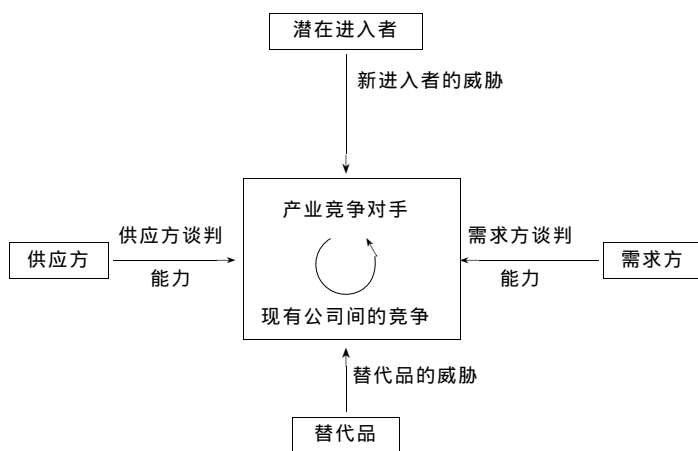 潜在进入者
新进入者的威胁
产业竞争对手
供应方谈判
需求方谈判
供应方
能力
能力
需求方
现有公司间的竞争
替代品的威胁
替代品